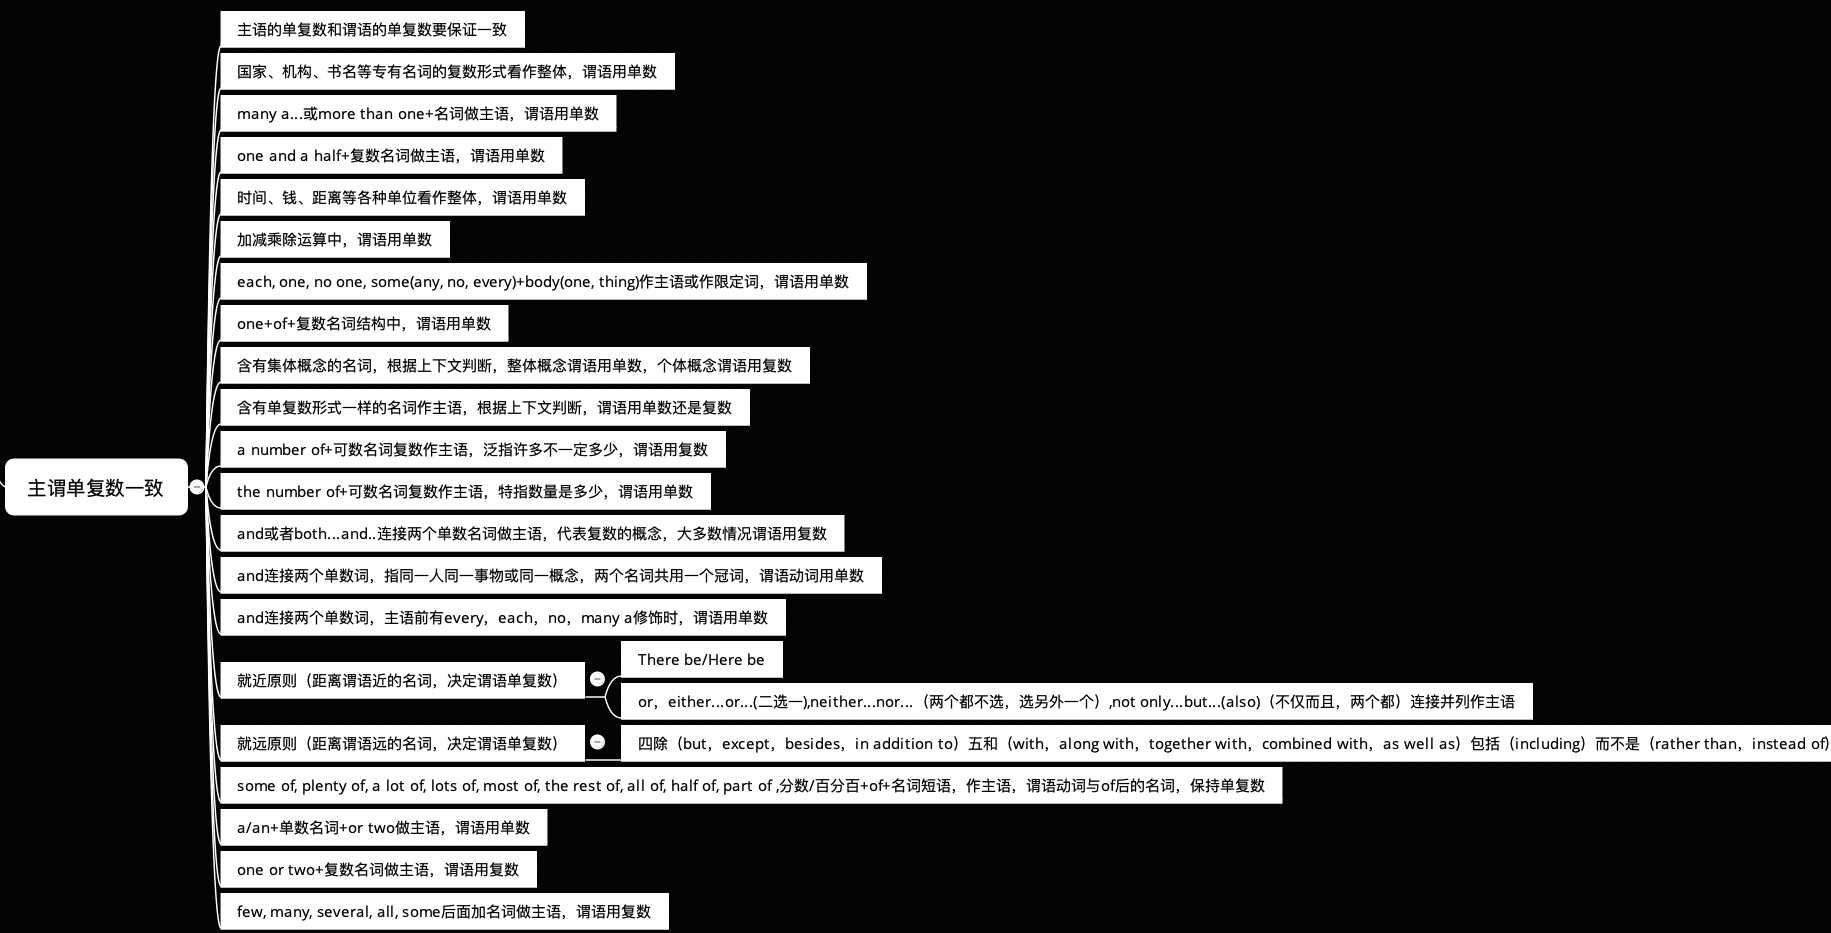 主谓单复数一致
主语的单复数和谓语的单复数要保证一致
国家、机构、书名等专有名词的复数形式看作整体，谓语用单数
many a...或more than one+名词做主语，谓语用单数
one and a half+复数名词做主语，谓语用单数
时间、钱、距离等各种单位看作整体，谓语用单数
加减乘除运算中，谓语用单数
each, one, no one, some(any, no, every)+body(one, thing)作主语或作限定词，谓语用单数
one+of+复数名词结构中，谓语用单数
含有集体概念的名词，根据上下文判断，整体概念谓语用单数，个体概念谓语用复数
含有单复数形式一样的名词作主语，根据上下文判断，谓语用单数还是复数
a number of+可数名词复数作主语，泛指许多不一定多少，谓语用复数
the number of+可数名词复数作主语，特指数量是多少，谓语用单数
and或者both...and..连接两个单数名词做主语，代表复数的概念，大多数情况谓语用复数
and连接两个单数词，指同一人同一事物或同一概念，两个名词共用一个冠词，谓语动词用单数
and连接两个单数词，主语前有every，each，no，many a修饰时，谓语用单数
就近原则（距离谓语近的名词，决定谓语单复数）
There be/Here be
or，either...or...(二选一),neither...nor...（两个都不选，选另外一个）,not only...but...(also)（不仅而且，两个都）连接并列作主语
就远原则（距离谓语远的名词，决定谓语单复数）
四除（but，except，besides，in addition to）五和（with，along with，together with，combined with，as well as）包括（including）而不是（rather than，instead of）
some of, plenty of, a lot of, lots of, most of, the rest of, all of, half of, part of ,分数/百分百+of+名词短语，作主语，谓语动词与of后的名词，保持单复数
a/an+单数名词+or two做主语，谓语用单数
one or two+复数名词做主语，谓语用复数
few, many, several, all, some后面加名词做主语，谓语用复数